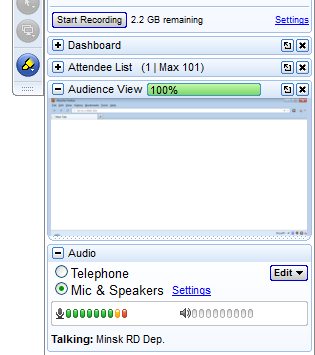 Start Recording 2.2 GB remaining Settings
Dashboard
Attendee List (1 | Max 101)
Audience View 100%
Audio
Telephone Edit
Mic & Speakers Settings
Talking: Minsk RD Dep.